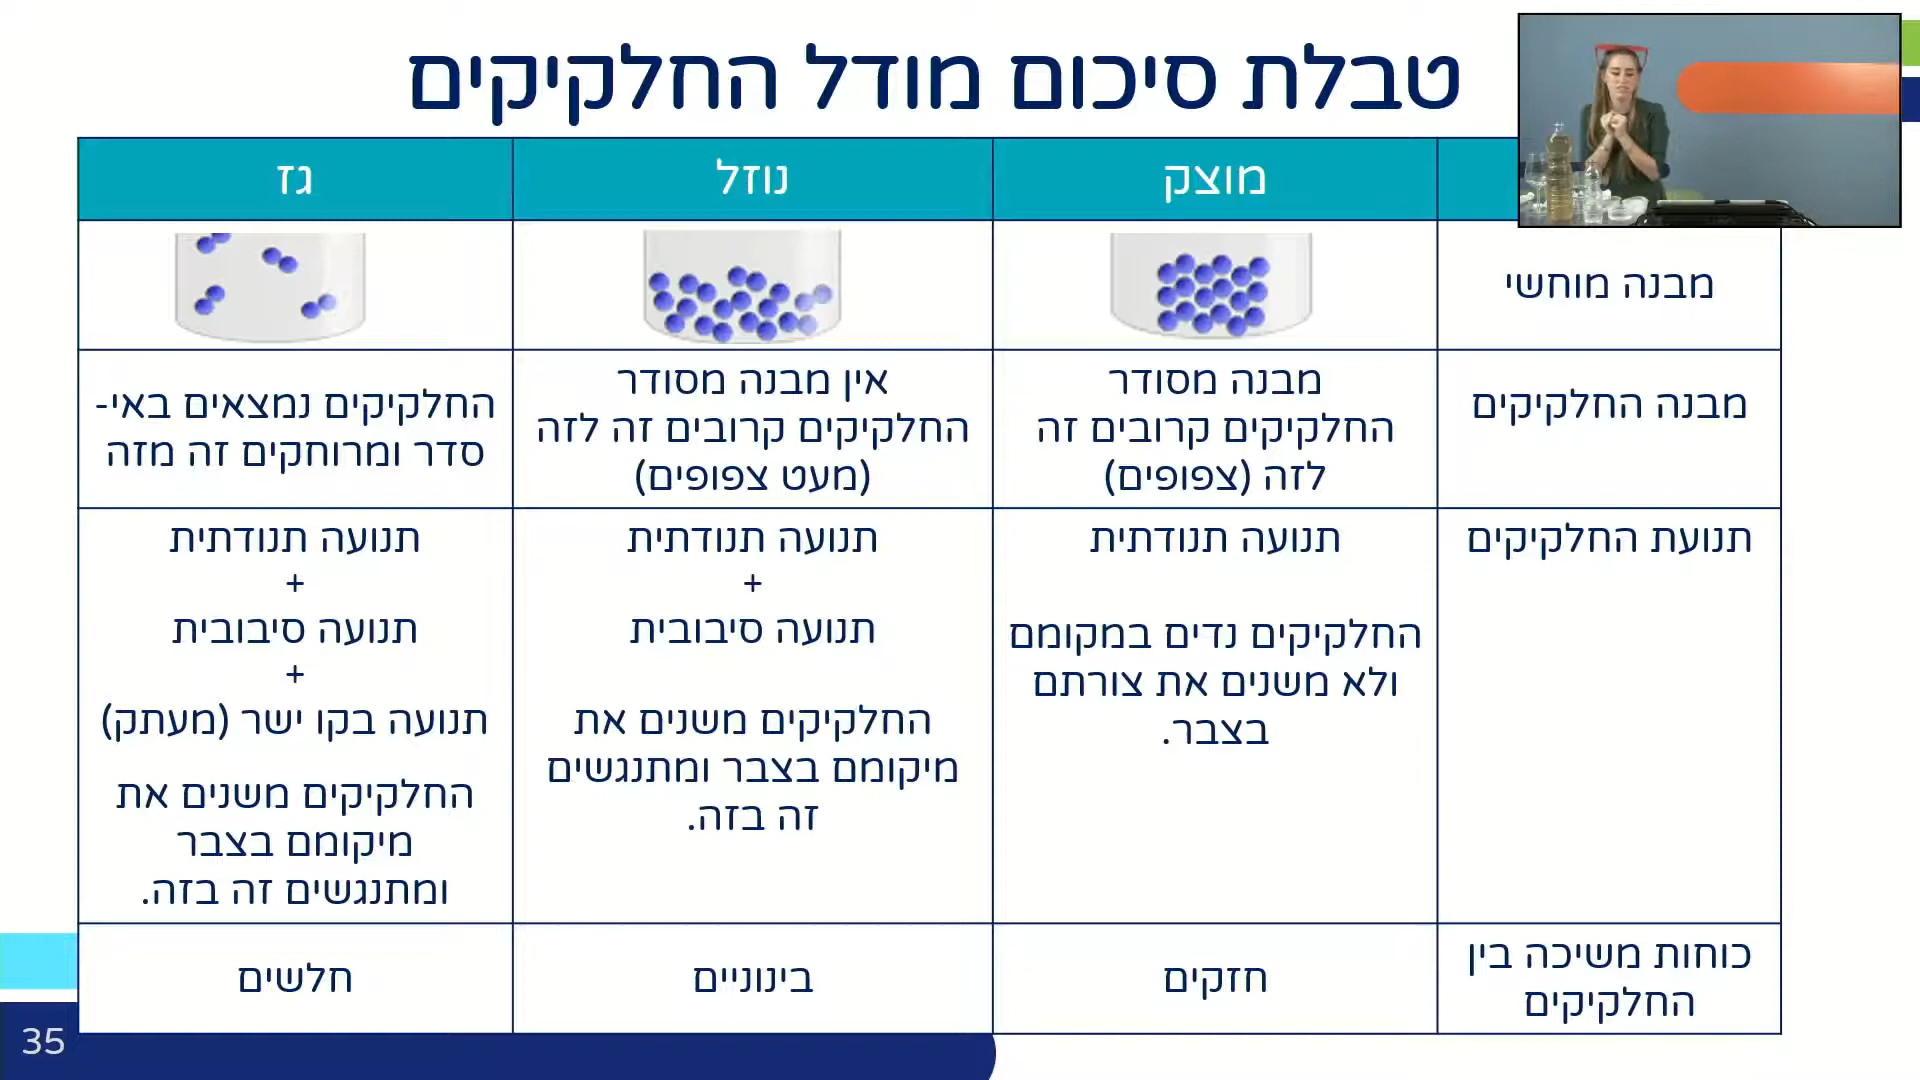 טבלת סיכום מודל החלקיקים
מוצק
נוזל
גז
מבנה מוחשי
מבנה החלקיקים
מבנה מסודר
החלקיקים קרובים זה
לזה (צפופים)
אין מבנה מסודר
החלקיקים קרובים זה לזה
(מעט צפופים)
החלקיקים נמצאים באי-
סדר ומרוחקים זה מזה
תנועת החלקיקים
תנועה תנודתית
החלקיקים נדים במקומם
ולא משנים את צורתם
בצבר.
תנועה תנודתית
+
תנועה סיבובית
החלקיקים משנים את
מיקומם בצבר ומתנגשים
זה בזה.
תנועה תנודתית
+
תנועה סיבובית
+
תנועה בקו ישר (מעתק)
החלקיקים משנים את
מיקומם בצבר
ומתנגשים זה בזה.
כוחות משיכה בין
החלקיקים
חזקים
בינוניים
חלשים
35